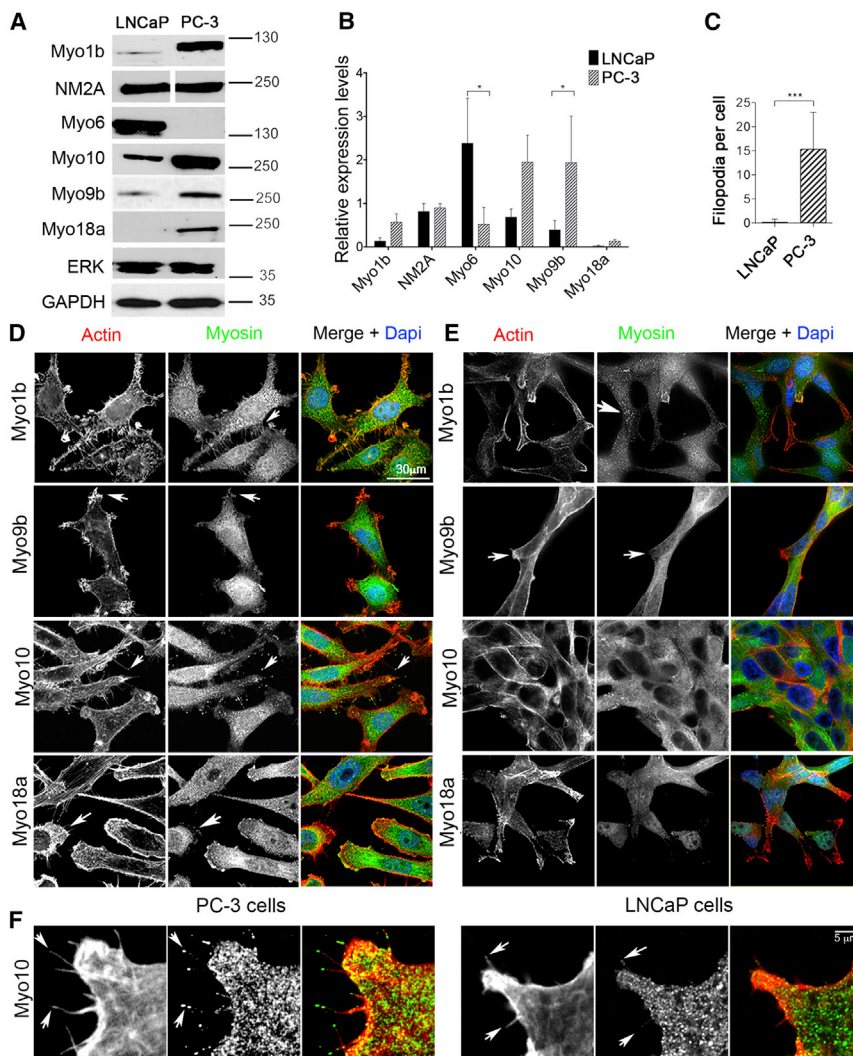 A
LNCaP PC-3
Myo1b 130
NM2A 250
Myo6 130
Myo10 250
Myo9b 250
Myo18a 250
ERK 35
GAPDH 35
B
LNCaP
PC-3
* *
Relative expression levels
4
3
2
1
0
Myo1b NM2A Myo6 Myo10 Myo9b Myo18a
C
***
Filopodia per cell
25
20
15
10
5
0
LNCaP PC-3
D Actin Myosin Merge + Dapi
Myo1b
30μm
Myo9b
Myo10
Myo18a
PC-3 cells
E Actin Myosin Merge + Dapi
Myo1b
Myo9b
Myo10
Myo18a
LNCaP cells
F
Myo10
5 μm